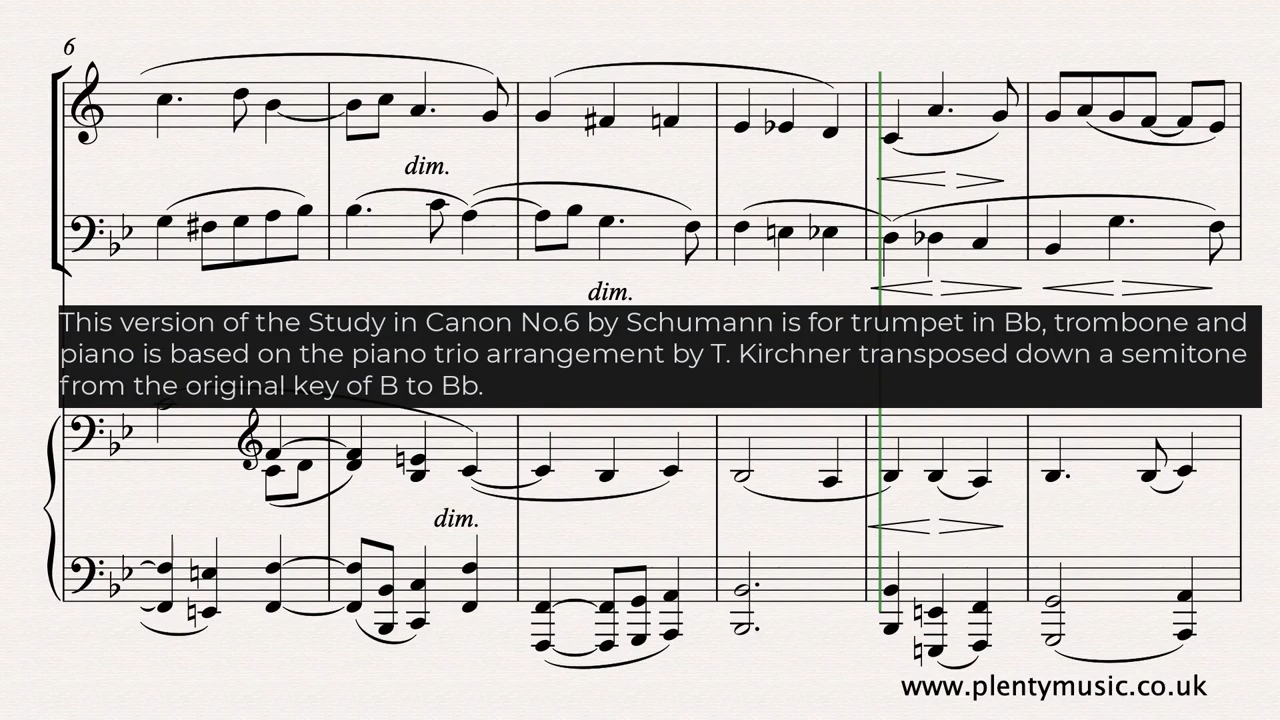 6
dim.
dim.
This version of the Study in Canon No.6 by Schumann is for trumpet in Bb, trombone and
piano is based on the piano trio arrangement by T. Kirchner transposed down a semitone
from the original key of B to Bb.
dim.
www.plentymusic.co.uk